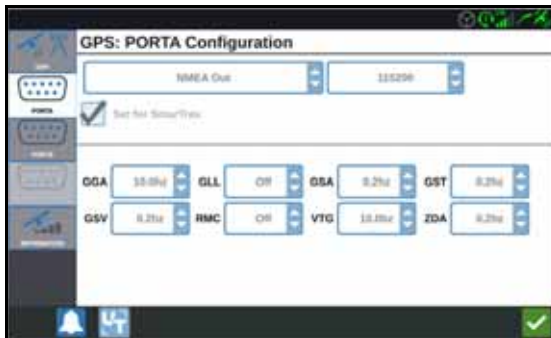 GPS: PORTA Configuration
NMEA Out 115200
PORTA
Set for SmarTrax
GGA 10.0hz GLL Off GSA 0.2hz GST 0.2hz
GSV 0.2hz RMC Off VTG 10.0hz ZDA 0.2hz
UT